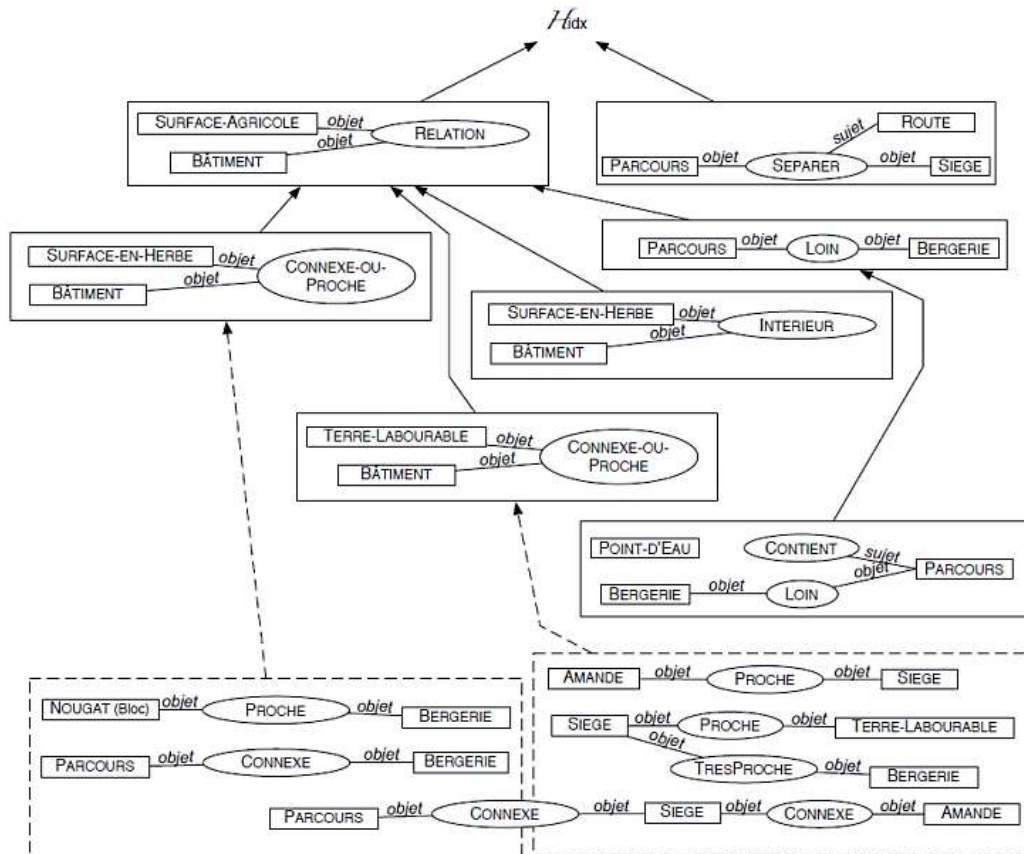 Hidx
SURFACE-AGRICOLE objet RELATION
BÂTIMENT objet
ROUTE
sujet
PARCOURS objet SEPARER objet SIEGE
PARCOURS objet LOIN objet BERGERIE
SURFACE-EN-HERBE objet CONNEXE-OU-
BÂTIMENT objet PROCHE
SURFACE-EN-HERBE objet INTERIEUR
BÂTIMENT objet
TERRE-LABOURABLE objet CONNEXE-OU-
BÂTIMENT objet PROCHE
POINT-D'EAU CONTIENT sujet PARCOURS
BERGERIE objet LOIN objet
NOUGAT (Bloc) objet PROCHE objet BERGERIE
PARCOURS objet CONNEXE objet BERGERIE
AMANDE objet PROCHE objet SIEGE
SIEGE objet PROCHE objet TERRE-LABOURABLE
objet TRESPROCHE objet BERGERIE
PARCOURS objet CONNEXE objet SIEGE objet CONNEXE objet AMANDE